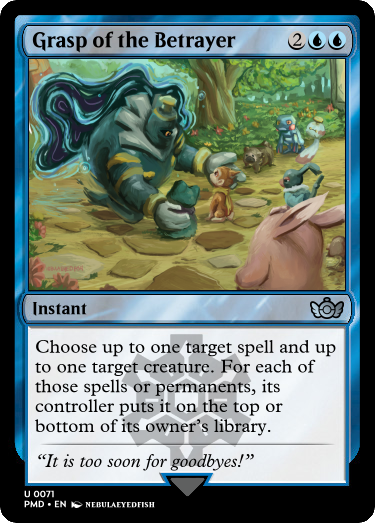 Grasp of the Betrayer 2
Instant
Choose up to one target spell and up
to one target creature. For each of
those spells or permanents, its
controller puts it on the top or
bottom of its owner's library.
“It is too soon for goodbyes!”
U 0071
PMD • EN NEBULAEYEDFISH